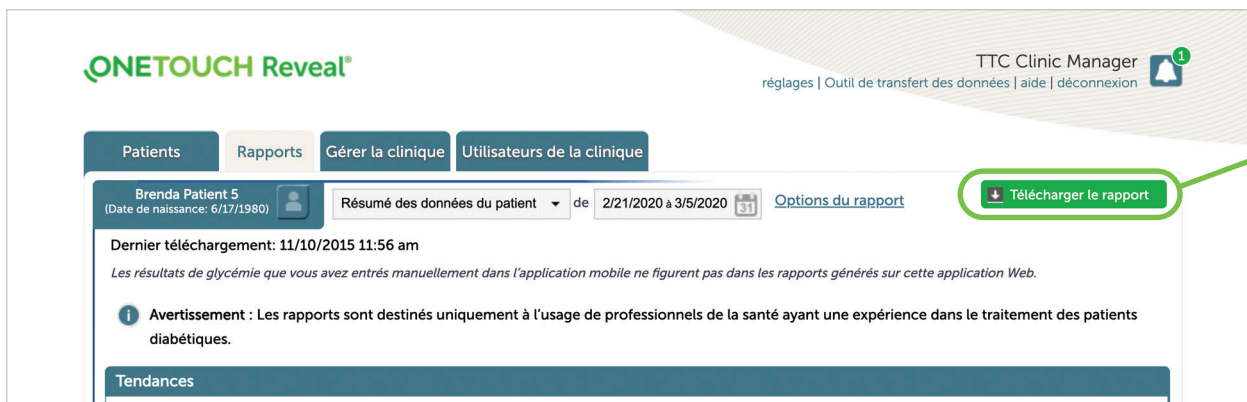 ONETOUCH Reveal®
TTC Clinic Manager
1
réglages | Outil de transfert des données | aide | déconnexion
Patients
Rapports
Gérer la clinique
Utilisateurs de la clinique
Brenda Patient 5
(Date de naissance: 6/17/1980)
Résumé des données du patient
de
2/21/2020 à 3/5/2020
31
Options du rapport
Télécharger le rapport
Dernier téléchargement: 11/10/2015 11:56 am
Les résultats de glycémie que vous avez entrés manuellement dans l’application mobile ne figurent pas dans les rapports générés sur cette application Web.
i
Avertissement : Les rapports sont destinés uniquement à l’usage de professionnels de la santé ayant une expérience dans le traitement des patients
diabétiques.
Tendances